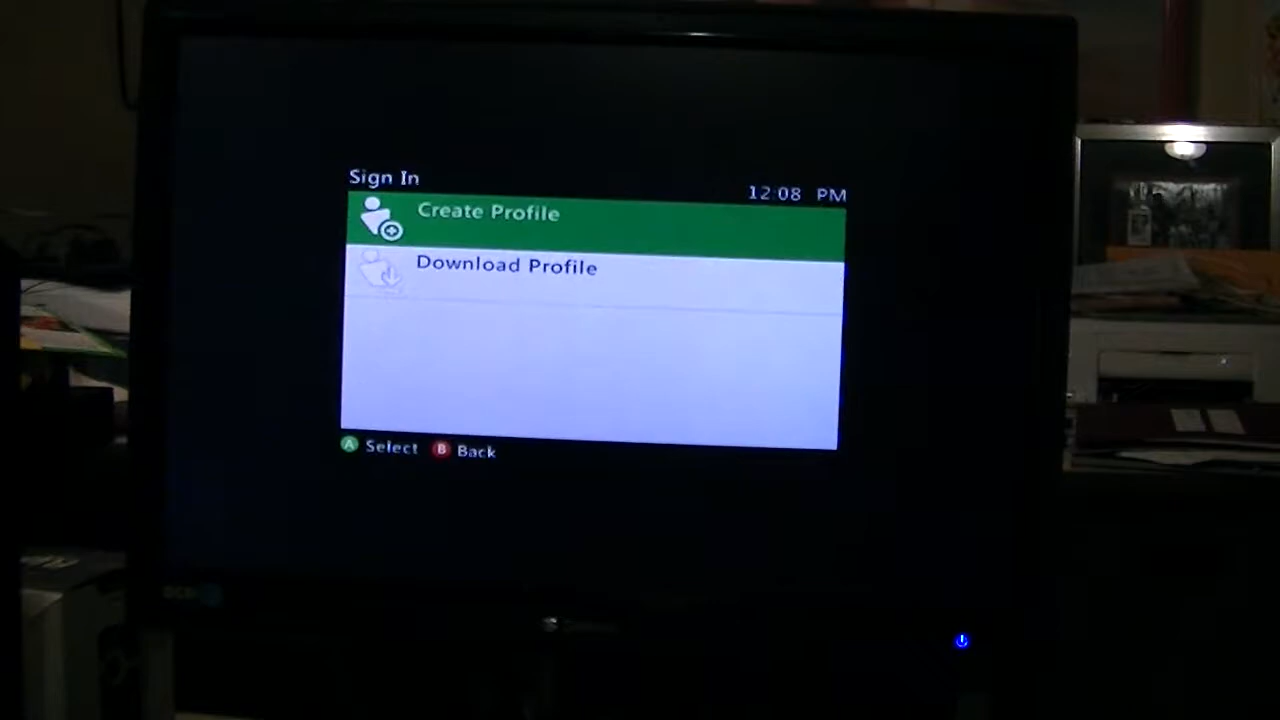 Sign In
12:08 PM
Create Profile
Download Profile
A Select B Back